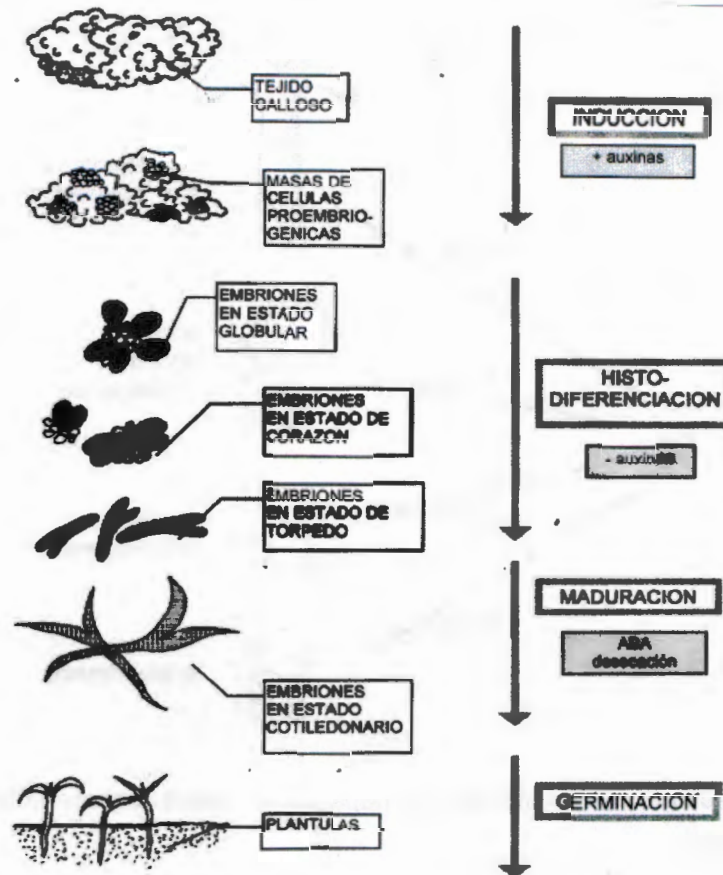 TEJIDO
CALLOSO
INDUCCION
+ auxinas
MASAS DE
CELULAS
PROEMBRIO-
GENICAS
EMBRIONES
EN ESTADO
GLOBULAR
HISTO-
DIFERENCIACION
- auxinas
EMBRIONES
EN ESTADO DE
CORAZON
EMBRIONES
EN ESTADO DE
TORPEDO
MADURACION
ABA
desecación
EMBRIONES
EN ESTADO
COTILEDONARIO
GERMINACION
PLANTULAS